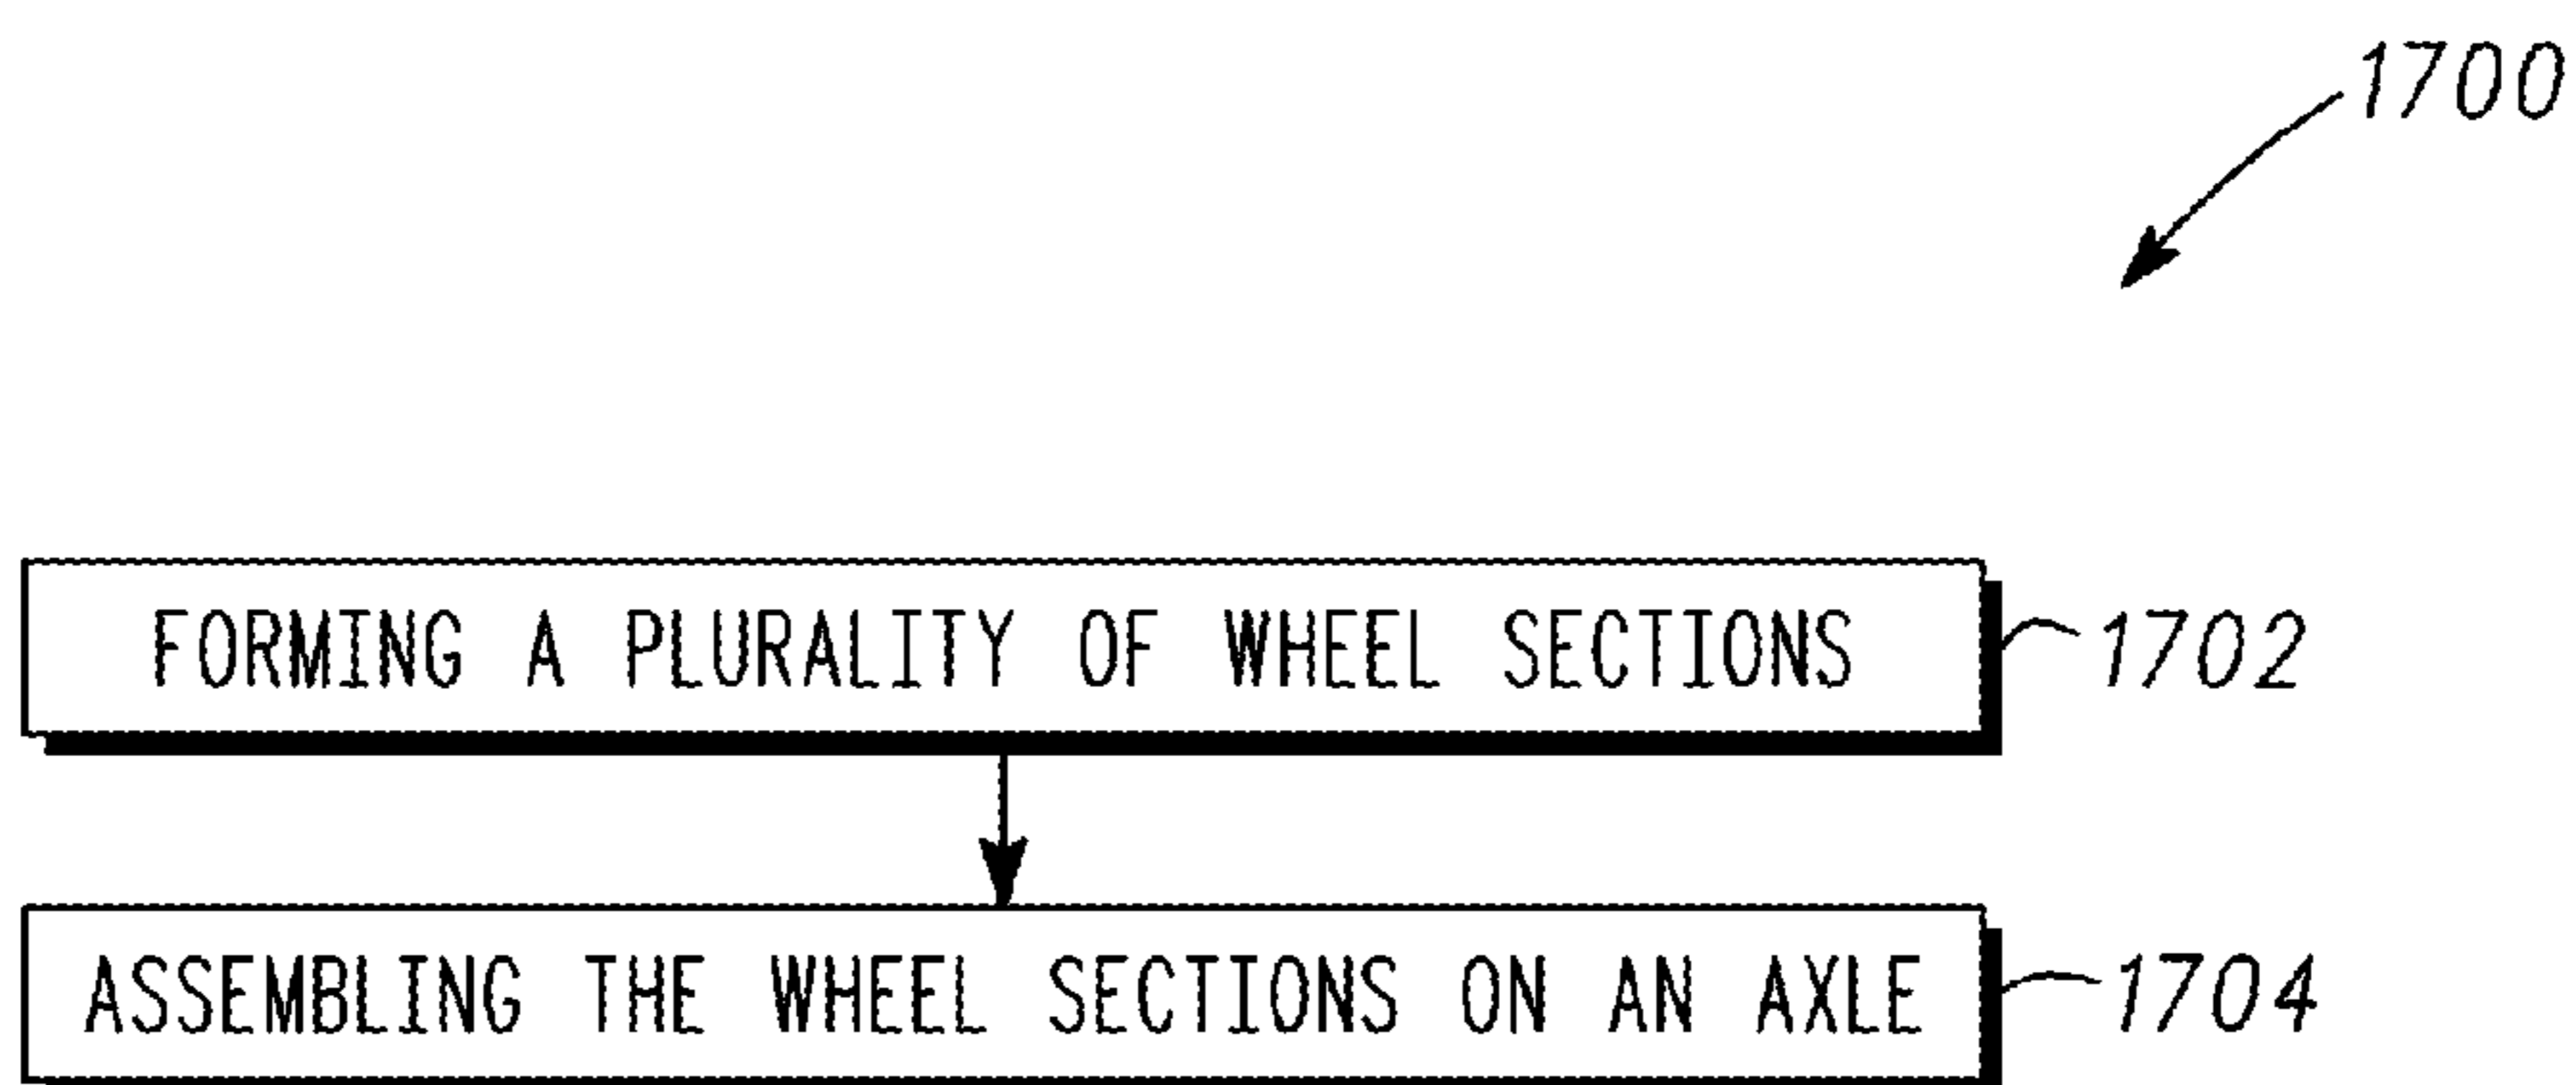 1700
FORMING A PLURALITY OF WHEEL SECTIONS
1702
ASSEMBLING THE WHEEL SECTIONS ON AN AXLE
1704